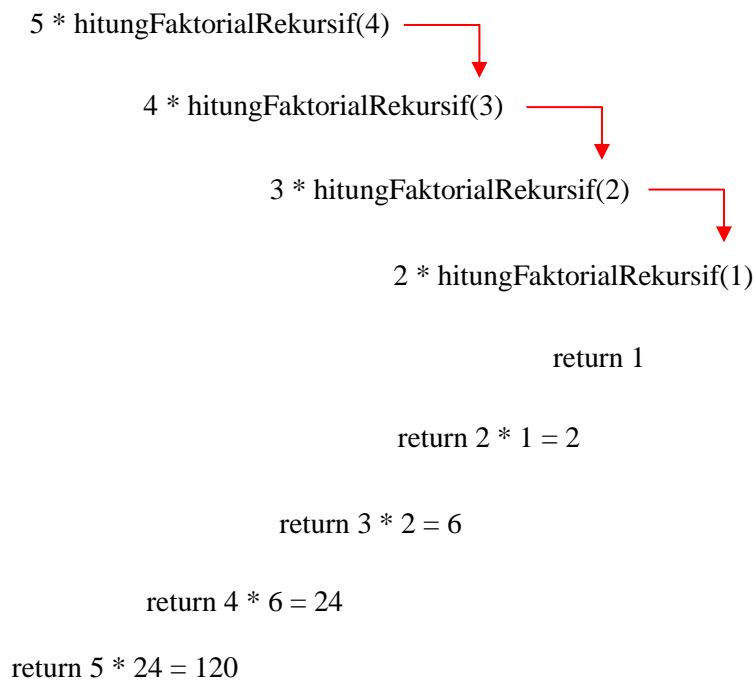 5 * hitungFaktorialRekursif(4)
4 * hitungFaktorialRekursif(3)
3 * hitungFaktorialRekursif(2)
2 * hitungFaktorialRekursif(1)
return 1
return 2 * 1 = 2
return 3 * 2 = 6
return 4 * 6 = 24
return 5 * 24 = 120